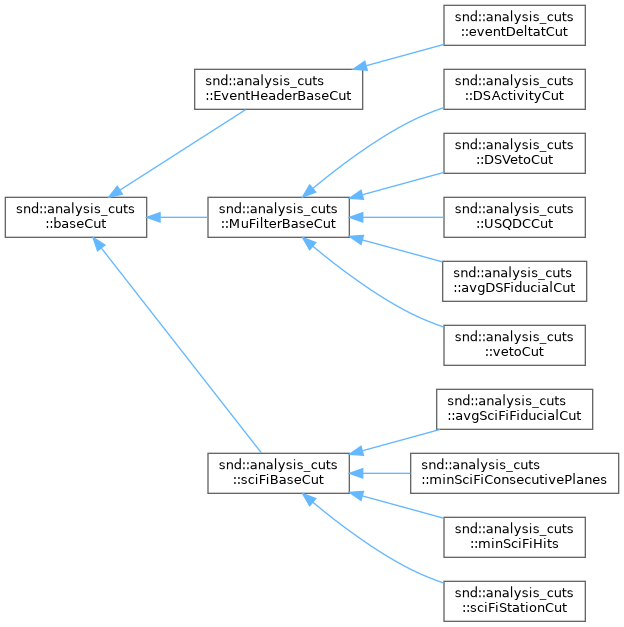 snd::analysis_cuts
::eventDeltatCut
snd::analysis_cuts
::EventHeaderBaseCut
snd::analysis_cuts
::DSActivityCut
snd::analysis_cuts
::DSVetoCut
snd::analysis_cuts
::baseCut
snd::analysis_cuts
::MuFilterBaseCut
snd::analysis_cuts
::USQDCCut
snd::analysis_cuts
::avgDSFiducialCut
snd::analysis_cuts
::vetoCut
snd::analysis_cuts
::avgSciFiFiducialCut
snd::analysis_cuts
::sciFiBaseCut
snd::analysis_cuts
::minSciFiConsecutivePlanes
snd::analysis_cuts
::minSciFiHits
snd::analysis_cuts
::sciFiStationCut